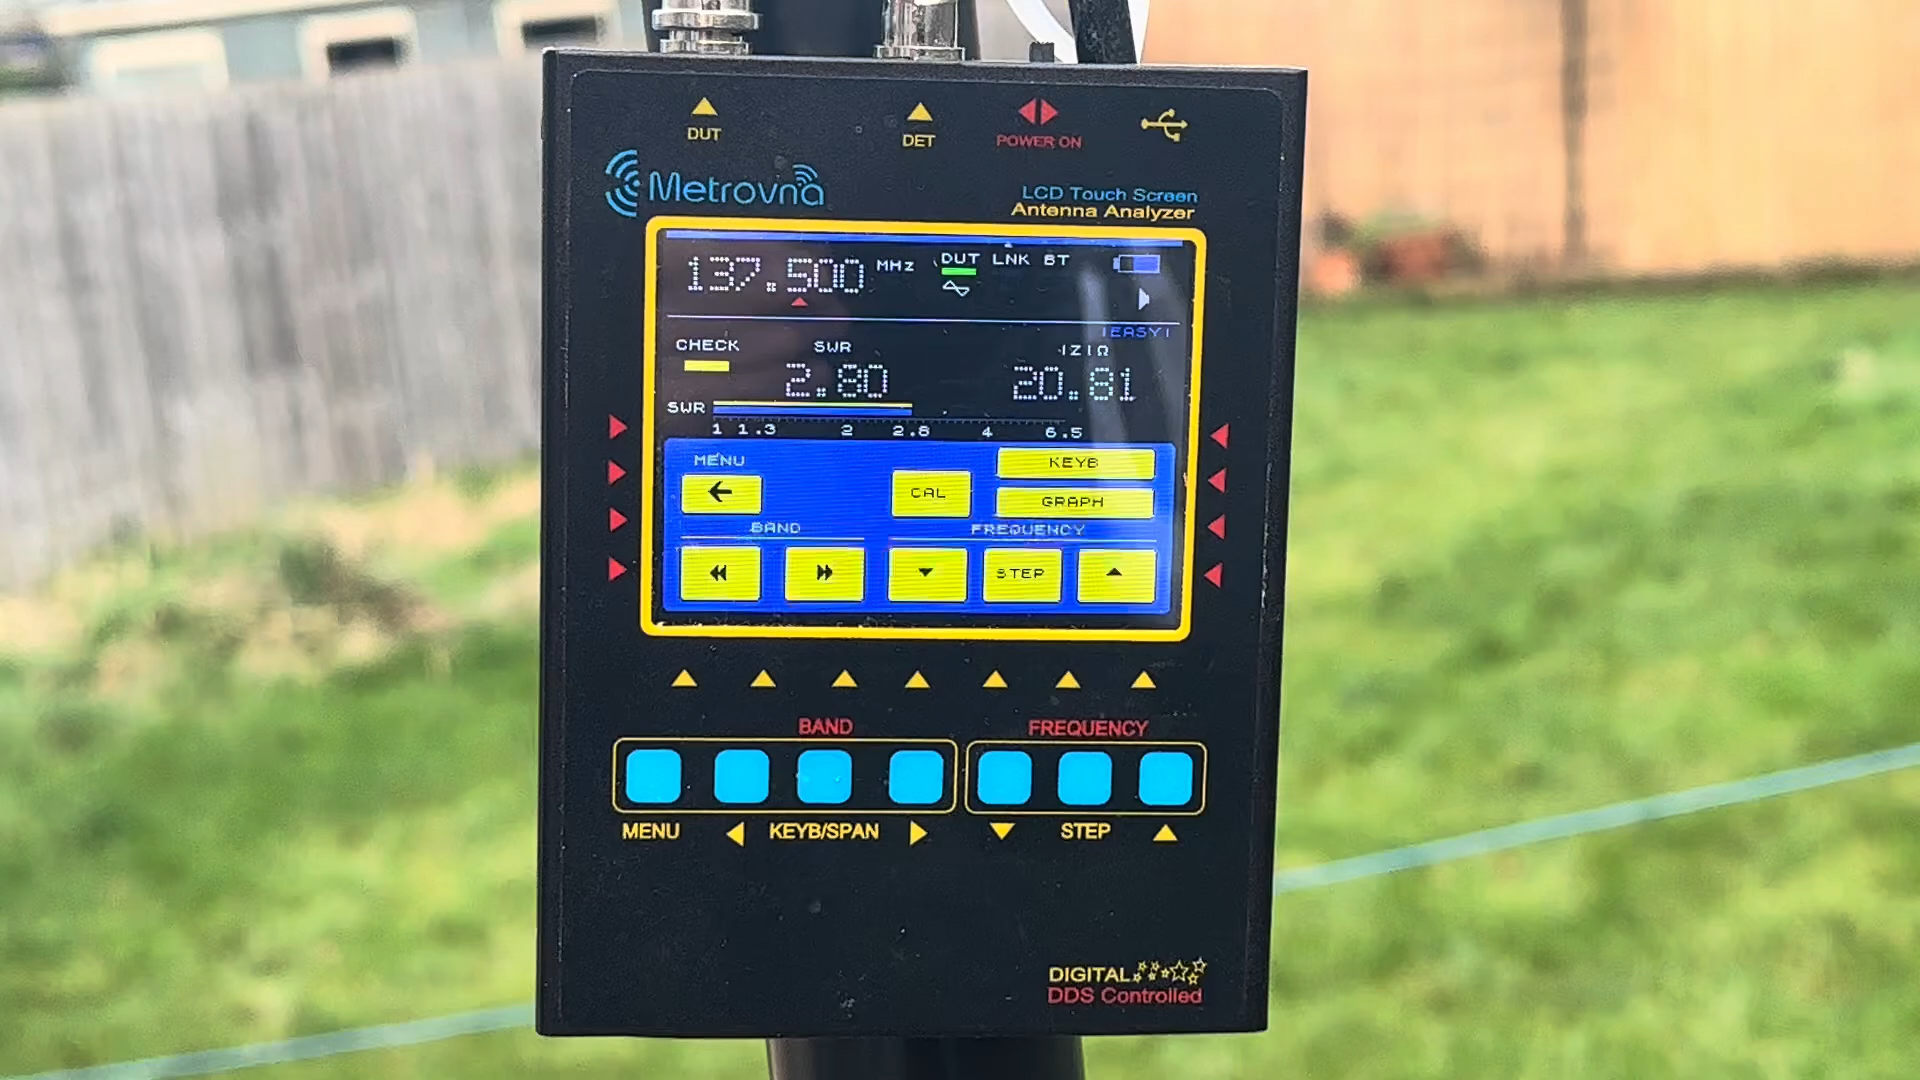 DUT
DET
POWER ON
Metrovna
LCD Touch Screen
Antenna Analyzer
137.500 MHz DUT LNK BT
|EASY|
CHECK SWR |Z|Ω
2.80 20.81
SWR
1 1.3 2 2.8 4 6.5
MENU KEYB
CAL
GRAPH
BAND FREQUENCY
STEP
BAND FREQUENCY
MENU KEYB/SPAN STEP
DIGITAL
DDS Controlled